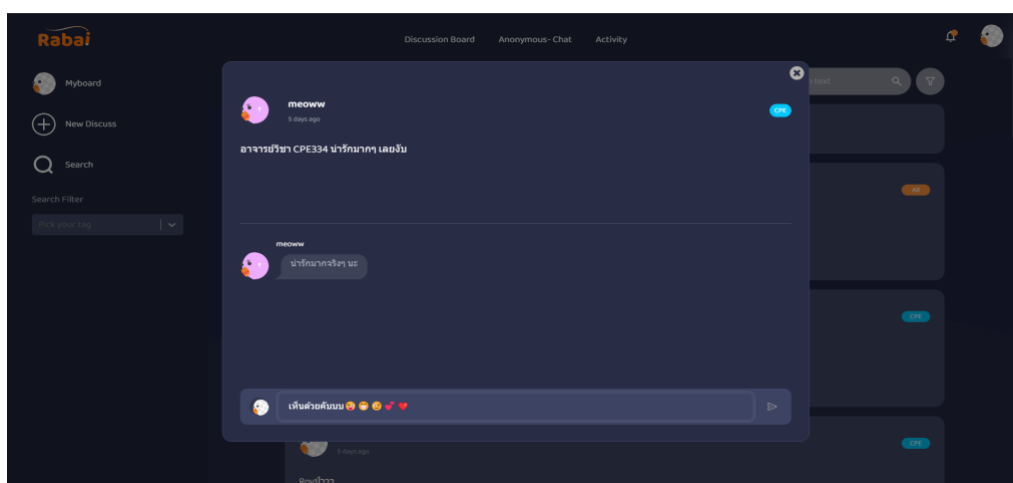 Rabai
Discussion Board
Anonymous- Chat
Activity
Myboard
New Discuss
Search
Search Filter
Pick your tag
text
meoww
5 days ago
CPE
อาจารย์วิชา CPE334 น่ารักมากๆ เลยงับ
All
meoww
น่ารักมากจริงๆ นะ
CPE
เห็นด้วยคับบบ🥰😁🥰💕❤️
5 days ago
CPE